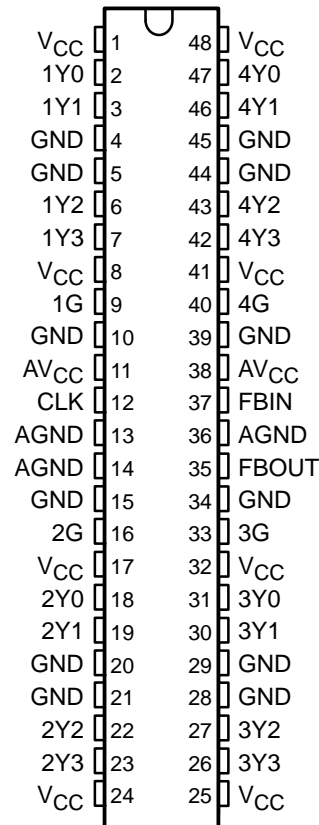 VCC 1 48 VCC
1Y0 2 47 4Y0
1Y1 3 46 4Y1
GND 4 45 GND
GND 5 44 GND
1Y2 6 43 4Y2
1Y3 7 42 4Y3
VCC 8 41 VCC
1G 9 40 4G
GND 10 39 GND
AVCC 11 38 AVCC
CLK 12 37 FBIN
AGND 13 36 AGND
AGND 14 35 FBOUT
GND 15 34 GND
2G 16 33 3G
VCC 17 32 VCC
2Y0 18 31 3Y0
2Y1 19 30 3Y1
GND 20 29 GND
GND 21 28 GND
2Y2 22 27 3Y2
2Y3 23 26 3Y3
VCC 24 25 VCC